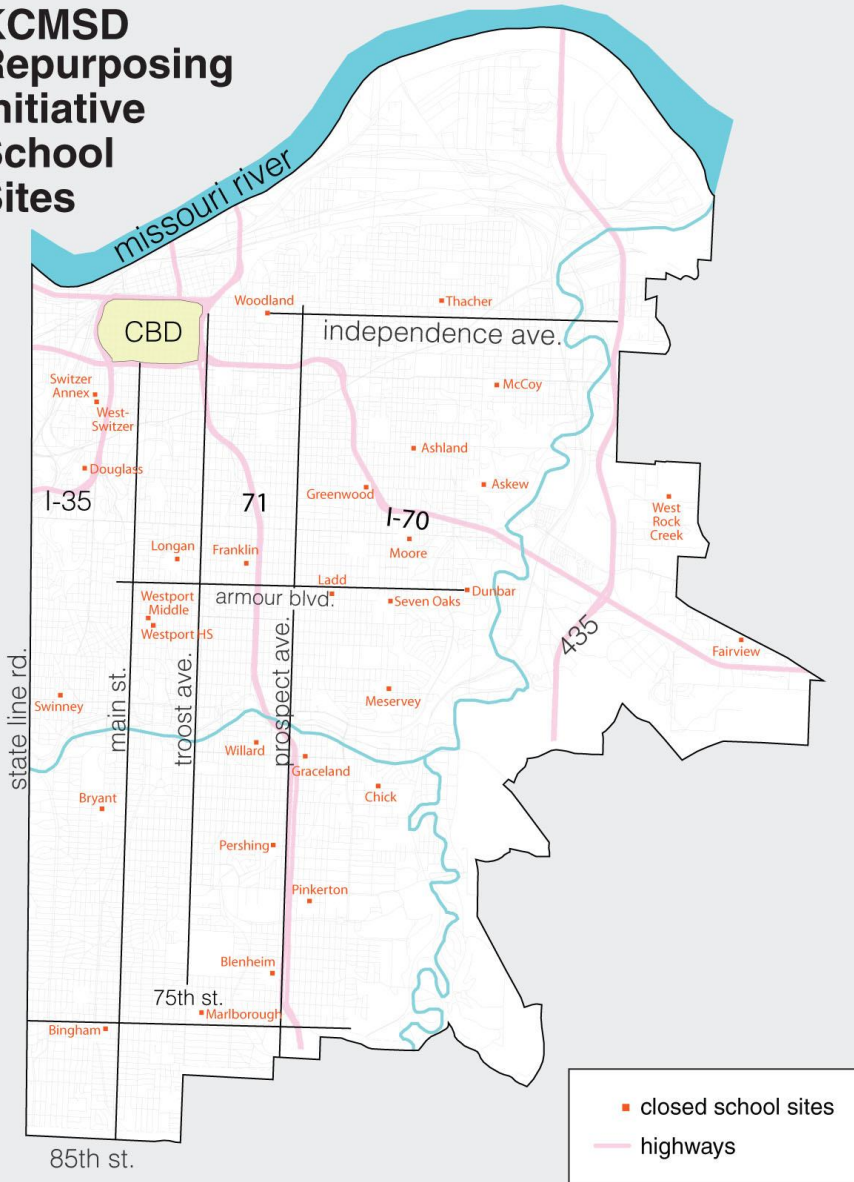 KCMSD
Repurposing
nitiative
School
Sites
missouri river
Woodland
Thacher
CBD
independence ave.
Switzer
Annex
West-
Switzer
McCoy
Douglass
Ashland
I-35
71
Greenwood
Askew
I-70
West
Rock
Creek
Longan
Franklin
Moore
Ladd
Dunbar
armour blvd.
Seven Oaks
Westport
Middle
Westport HS
435
Fairview
state line rd.
main st.
troost ave.
prospect ave.
Swinney
Meservey
Willard
Graceland
Bryant
Chick
Pershing
Pinkerton
Blenheim
75th st.
Marlborough
Bingham
85th st.
closed school sites
highways